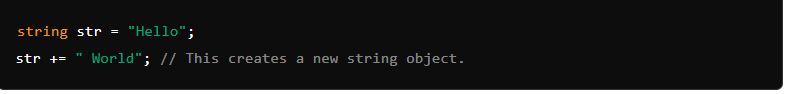 string str = "Hello";
str += " World"; // This creates a new string object.